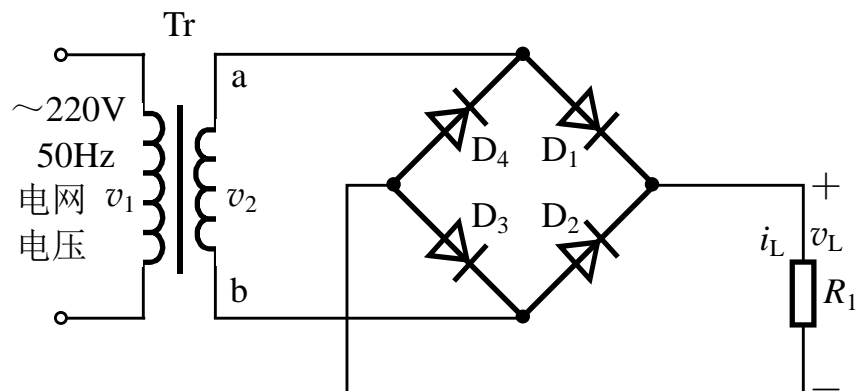 Tr
a
～220V
50Hz
电网
电压
v1
v2
D4
D1
D3
D2
b
+
iL
vL
R1
−